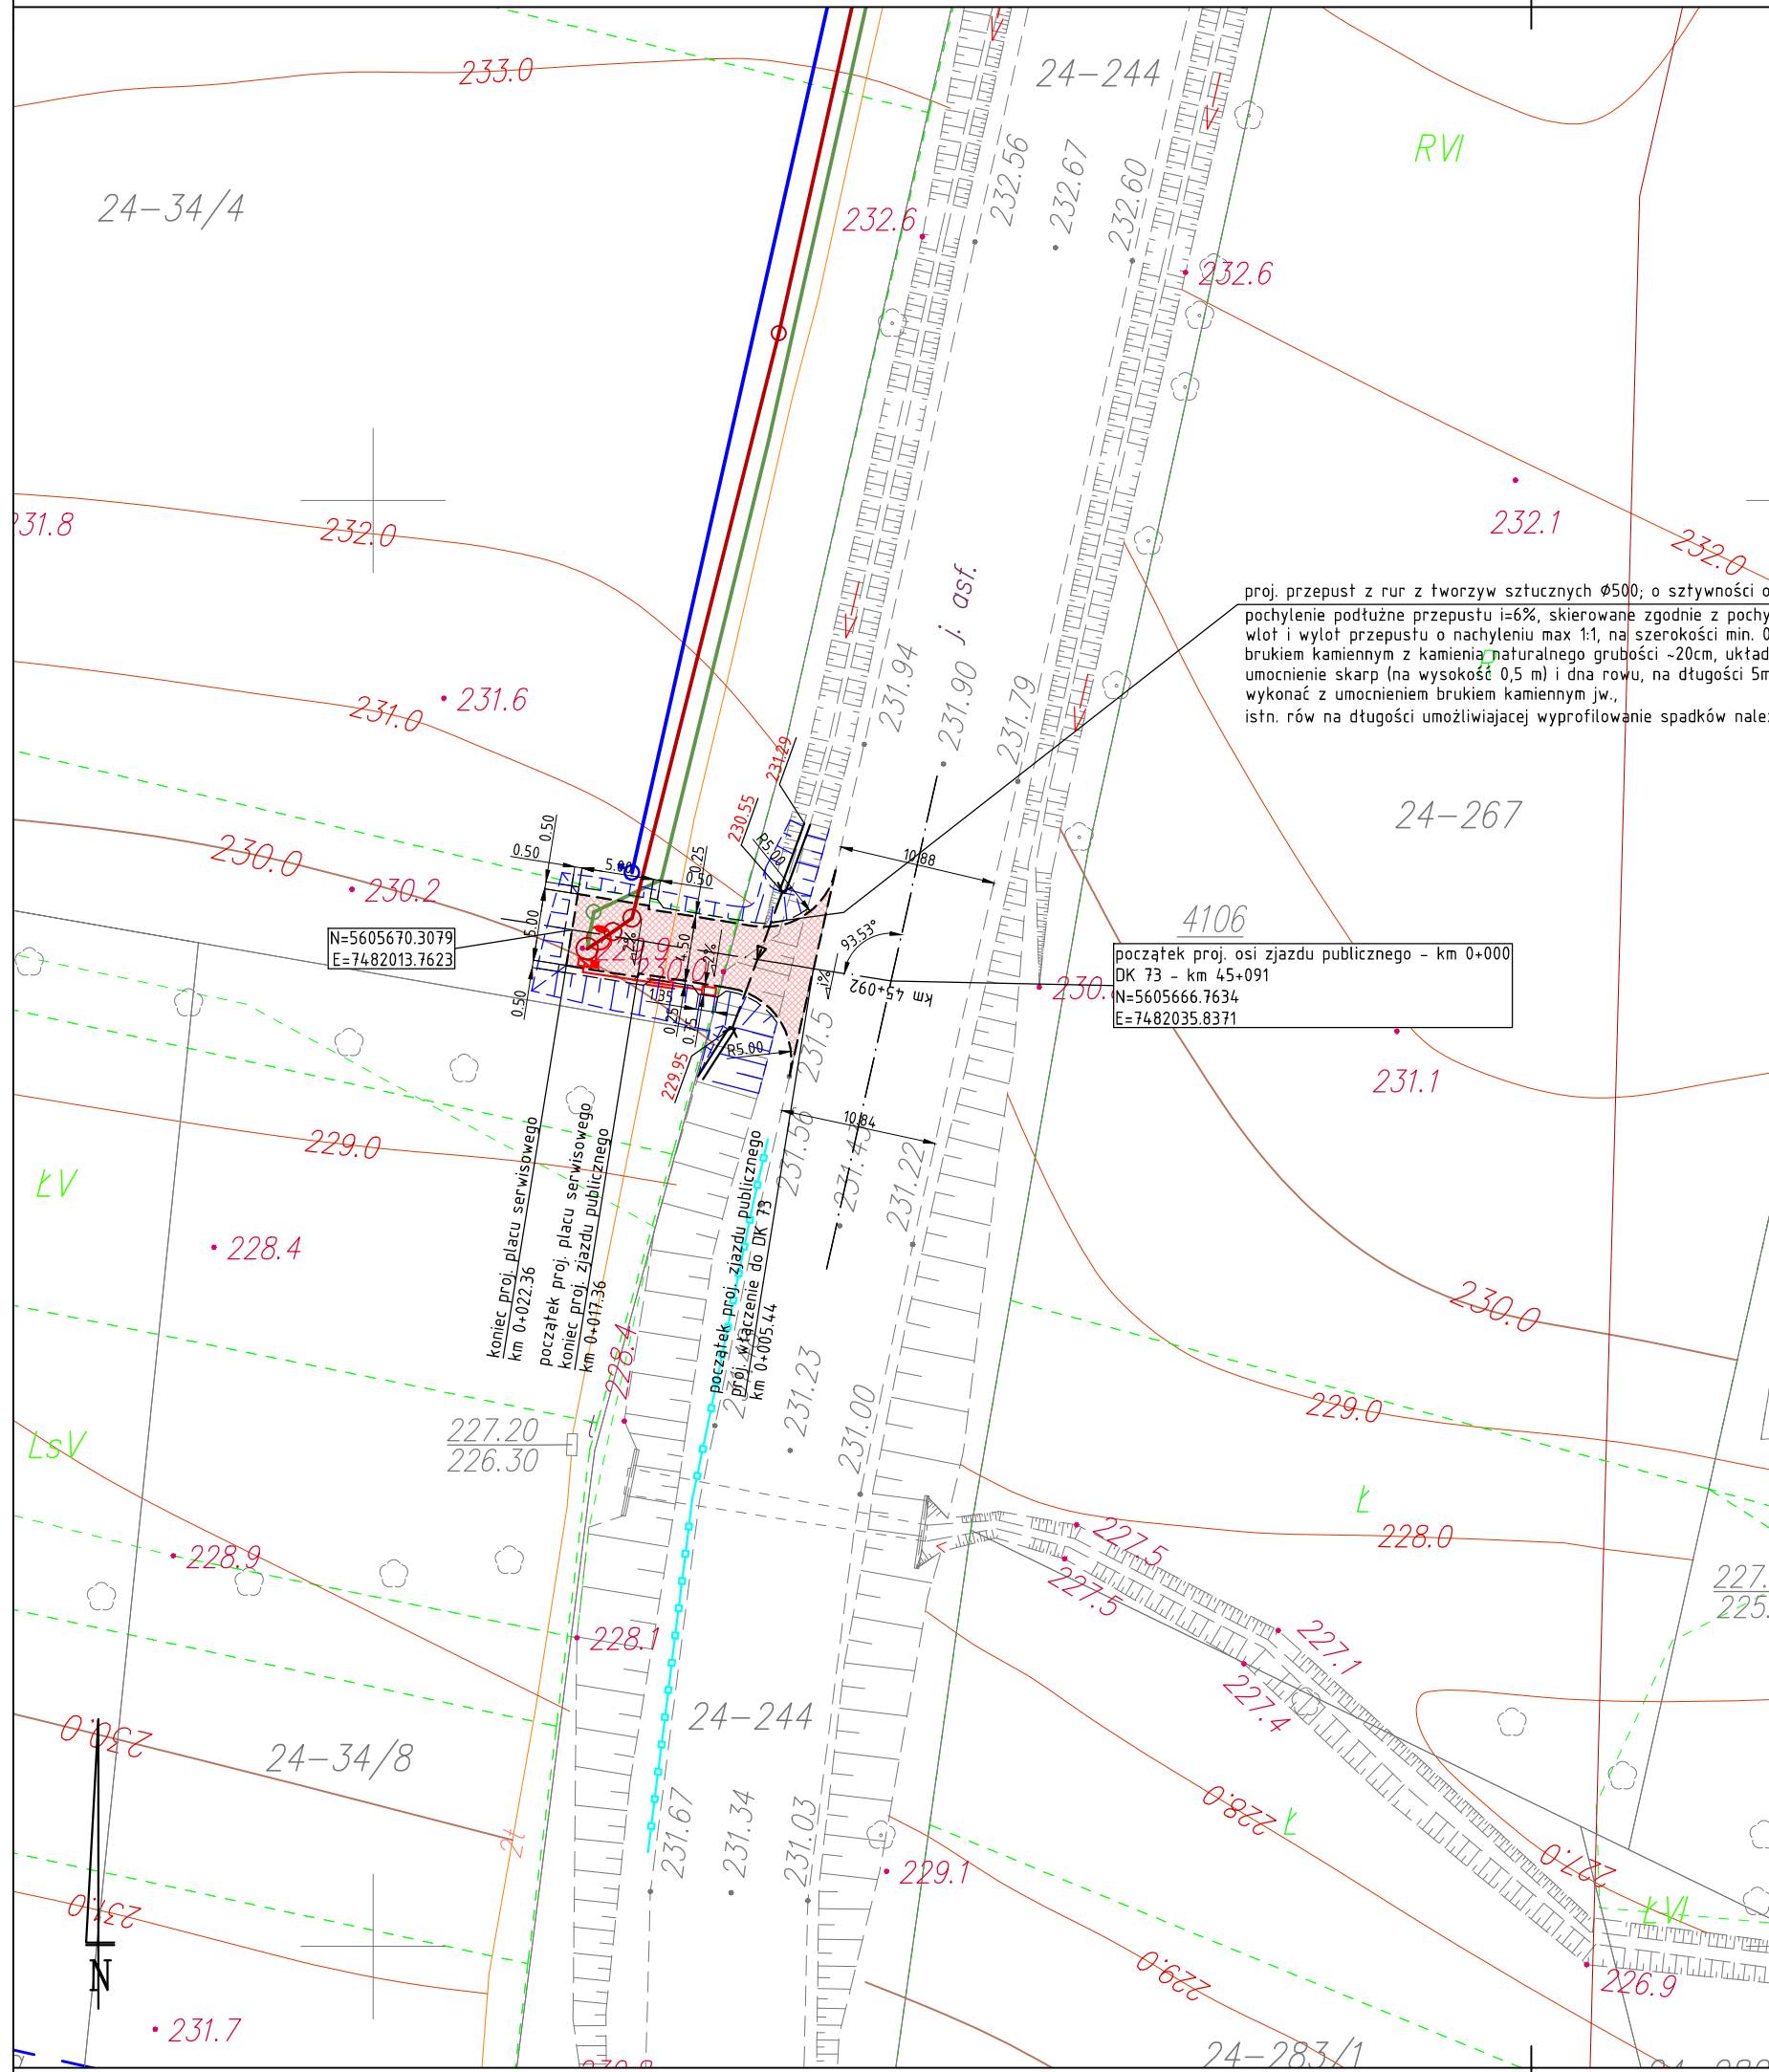 233.0
24-244
RVI
24-34/4
232.56
232.67
232.60
232.6
232.6
232.1
232.0
231.8
232.0
j. asf.
proj. przepust z rur z tworzyw sztucznych Ø500; o sztywności
pochylenie podłużne przepustu i=6%, skierowane zgodnie z
wlot i wylot przepustu o nachyleniu max 1:1, na szerokości min.
brukiem kamiennym z kamienia naturalnego grubości ~20cm,
umocnienie skarp (na wysokość 0,5 m) i dna rowu, na długości 5m
wykonać z umocnieniem brukiem kamiennym jw.,
istn. rów na długości umożliwiajacej wyprofilowanie spadków
R
231.94
231.90
231.79
231.6
231.0
231.29
230.55
24-267
R5.00
10.88
0.50
0.50
5.00
0.25
0.50
230.0
230.2
5.00
4.50
93.53°
4106
N=5605670.3079
E=7482013.7623
230.0
km 45+092
początek proj. osi zjazdu publicznego - km 0+000
DK 73 - km 45+091
N=5605666.7634
E=7482035.8371
0.50
1.35
0.25
0.75
R5.00
229.95
231.5
231.1
10.84
231.56
231.22
229.0
ŁV
228.4
koniec proj. placu serwisowego
km 0+022.36
początek proj. placu serwisowego
koniec proj. zjazdu publicznego
km 0+017.36
początek proj. zjazdu publicznego
proj. włączenie do DK 73
km 0+005.44
228.4
230.0
229.0
231.23
231.00
227.20
226.30
LsV
Ł
228.0
227.5
227.5
228.9
228.1
227.1
227.4
24-244
24-34/8
230.0
231.67
231.34
231.03
228.0
Ł
227.0
229.1
ŁVI
231.0
229.0
226.9
N
231.7
24-283/1